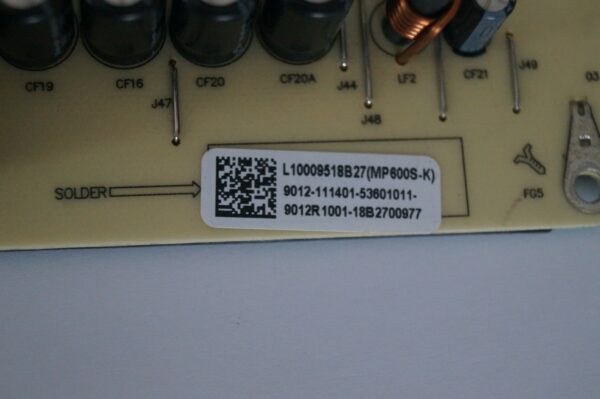 CF19
CF16
CF20
CF20A
J44
LF2
CF21
J49
03
J47
J48
L10009518B27(MP600S-K)
9012-111401-53601011-
9012R1001-18B2700977
SOLDER
FG5